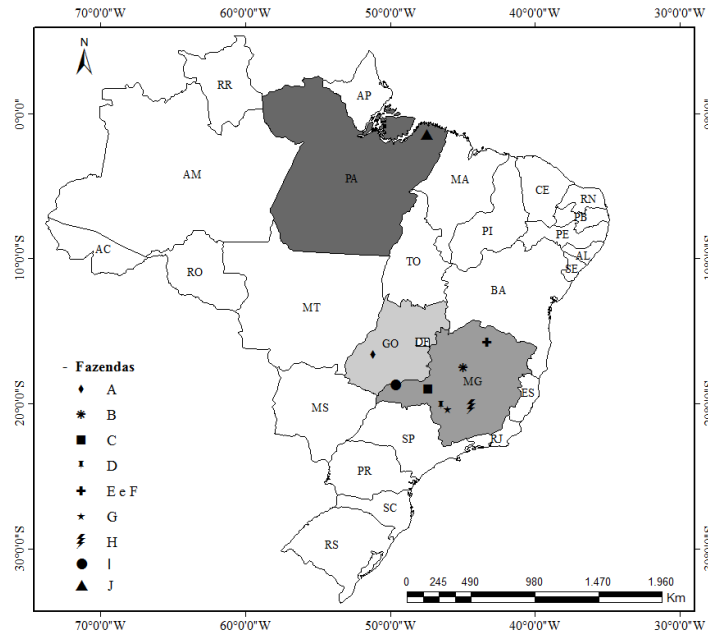 70°0'0"W 60°0'0"W 50°0'0"W 40°0'0"W 30°0'0"W
N
RR
AP
0°0'0"
0°0'0"
AM
PA
MA
CE
RN
PB
PI
PE
AC
AL
SE
10°0'0"S
10°0'0"S
TO
RO
BA
MT
GO
DF
- Fazendas
A
MG
B
ES
MS
20°0'0"S
20°0'0"S
C
SP
RJ
D
PR
E e F
G
SC
H
RS
30°0'0"S
30°0'0"S
I
J
0 245 490 980 1.470 1.960
Km
70°0'0"W 60°0'0"W 50°0'0"W 40°0'0"W 30°0'0"W